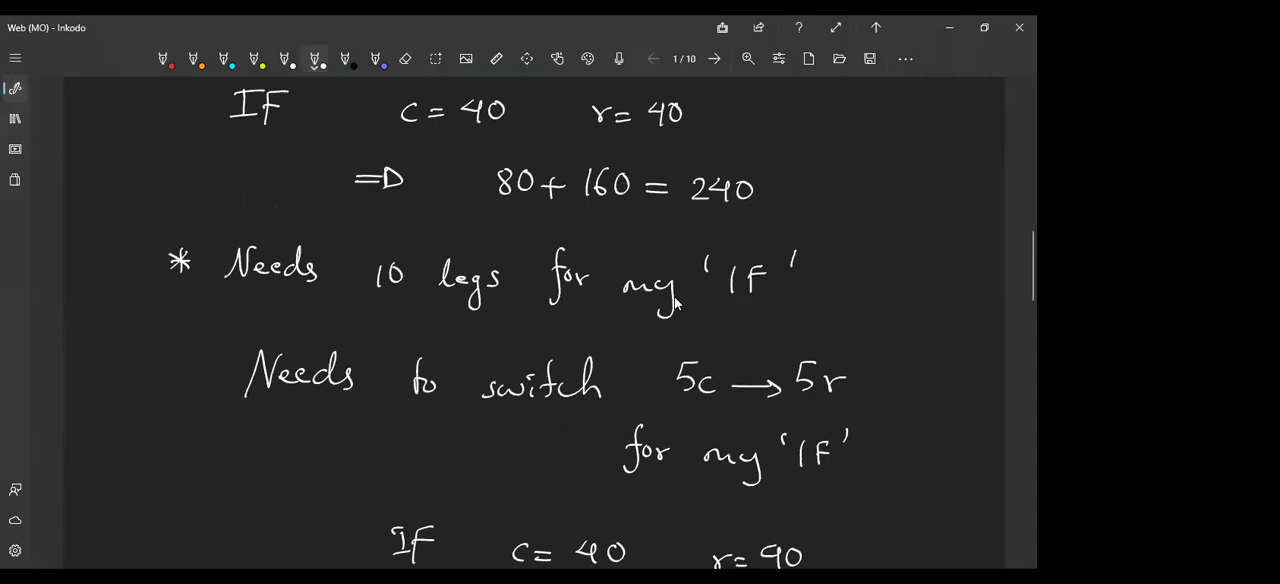 Web (MO) - Inkodo
1 / 10
IF c = 40 r = 40
⇒ 80 + 160 = 240
* Needs 10 legs for my 'IF'
Needs to switch 5c → 5r
for my 'IF'
IF c = 40 r = 90